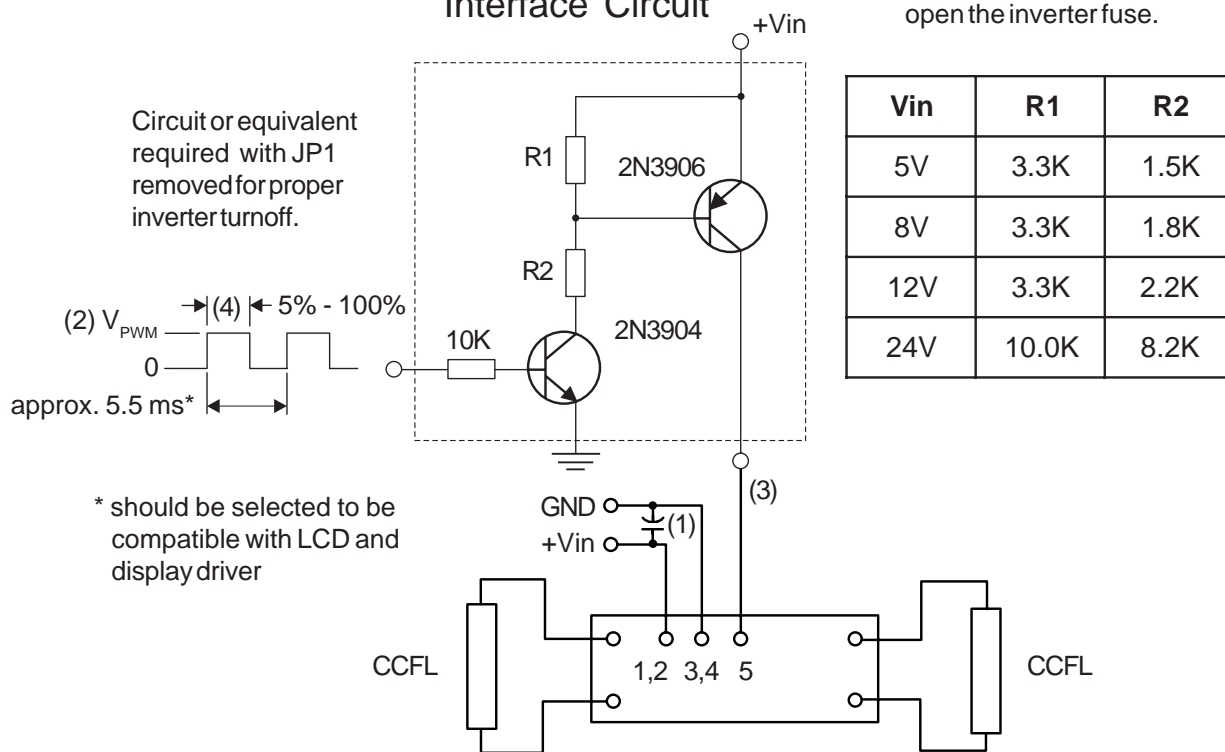 Interface Circuit
open the inverter fuse.
+Vin
Circuit or equivalent
required with JP1
removed for proper
inverter turnoff.
R1
2N3906
R2
2N3904
10K
(2) VPWM
(4)
5% - 100%
0
approx. 5.5 ms*
Vin R1 R2
5V 3.3K 1.5K
8V 3.3K 1.8K
12V 3.3K 2.2K
24V 10.0K 8.2K
* should be selected to be
compatible with LCD and
display driver
(3)
GND
(1)
+Vin
CCFL
1,2 3,4 5
CCFL